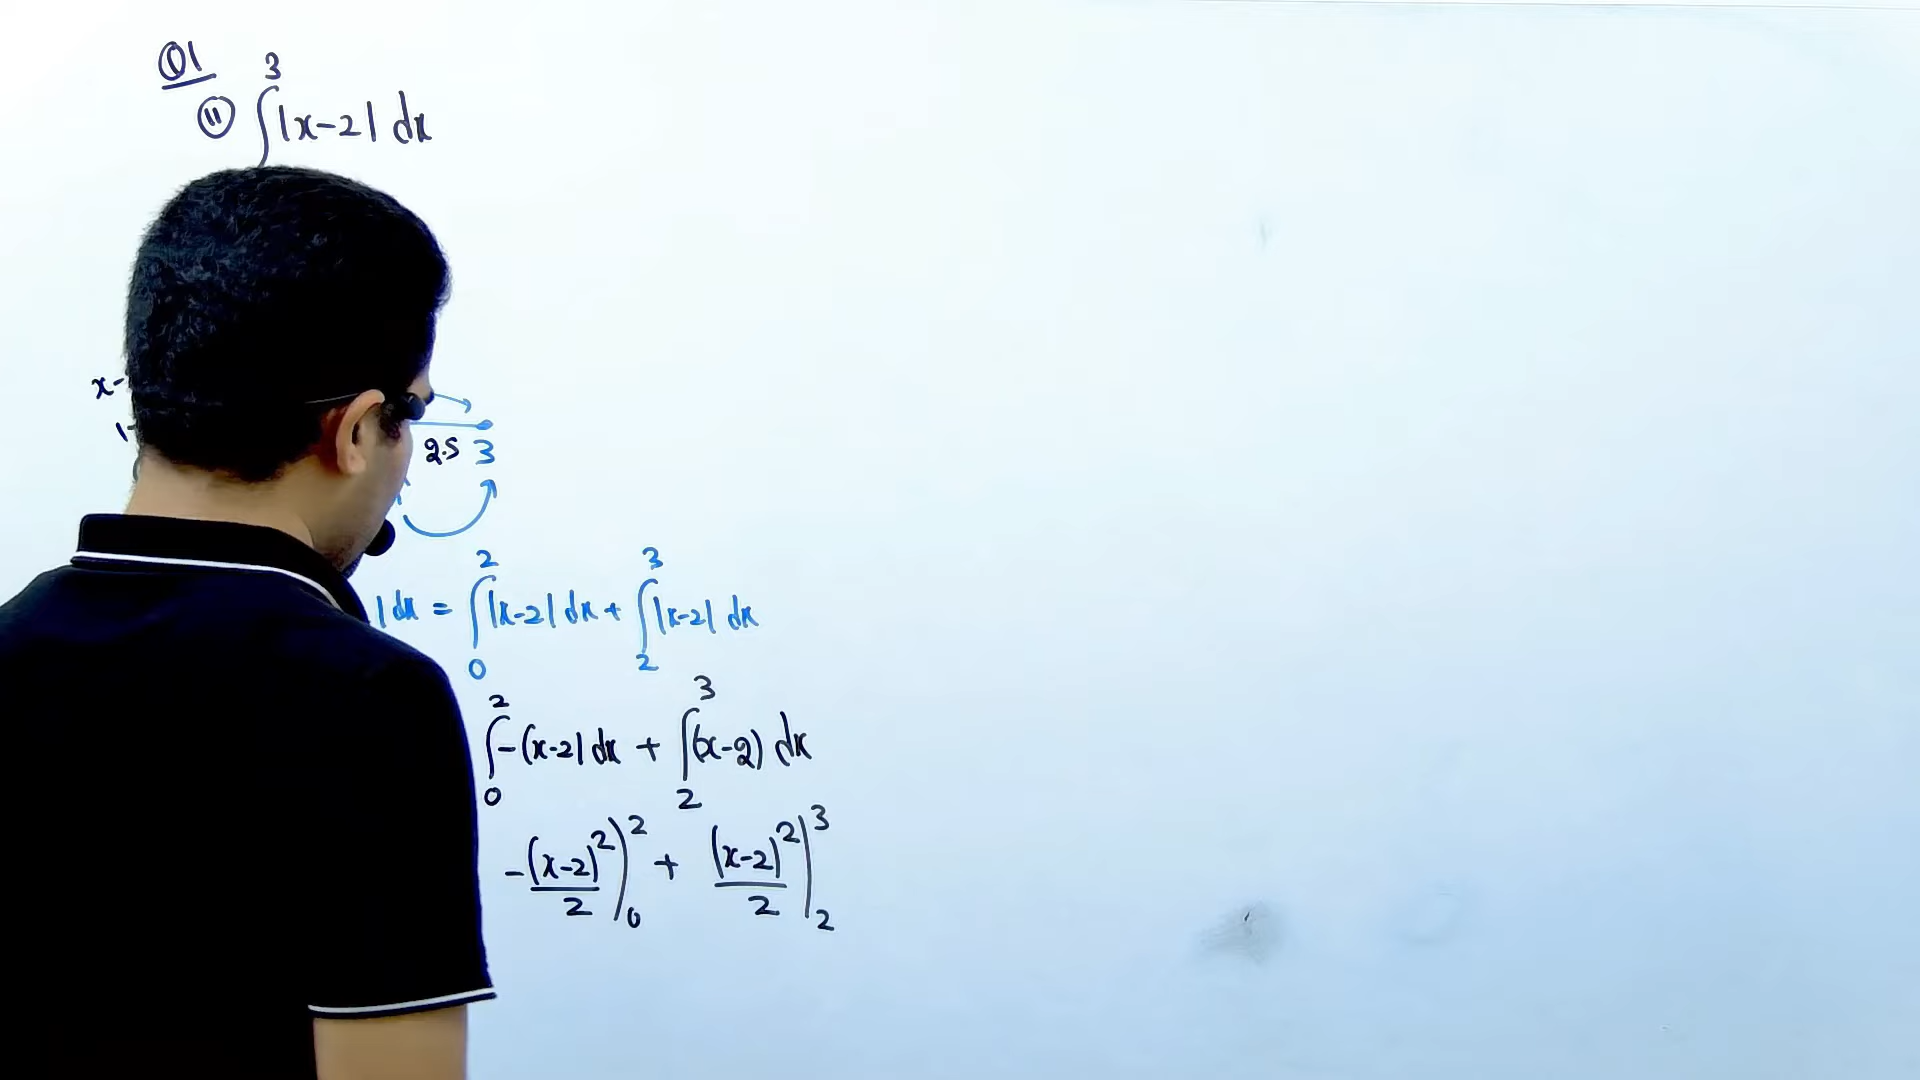 Q1
(ii) ∫³ |x-2| dx
x-
1-
2.5 3
| dx = ∫₀² |x-2| dx + ∫₂³ |x-2| dx
∫₀² -(x-2| dx + ∫₂³ (x-2) dx
-(x-2)²/2 |₀² + (x-2)²/2 |₂³